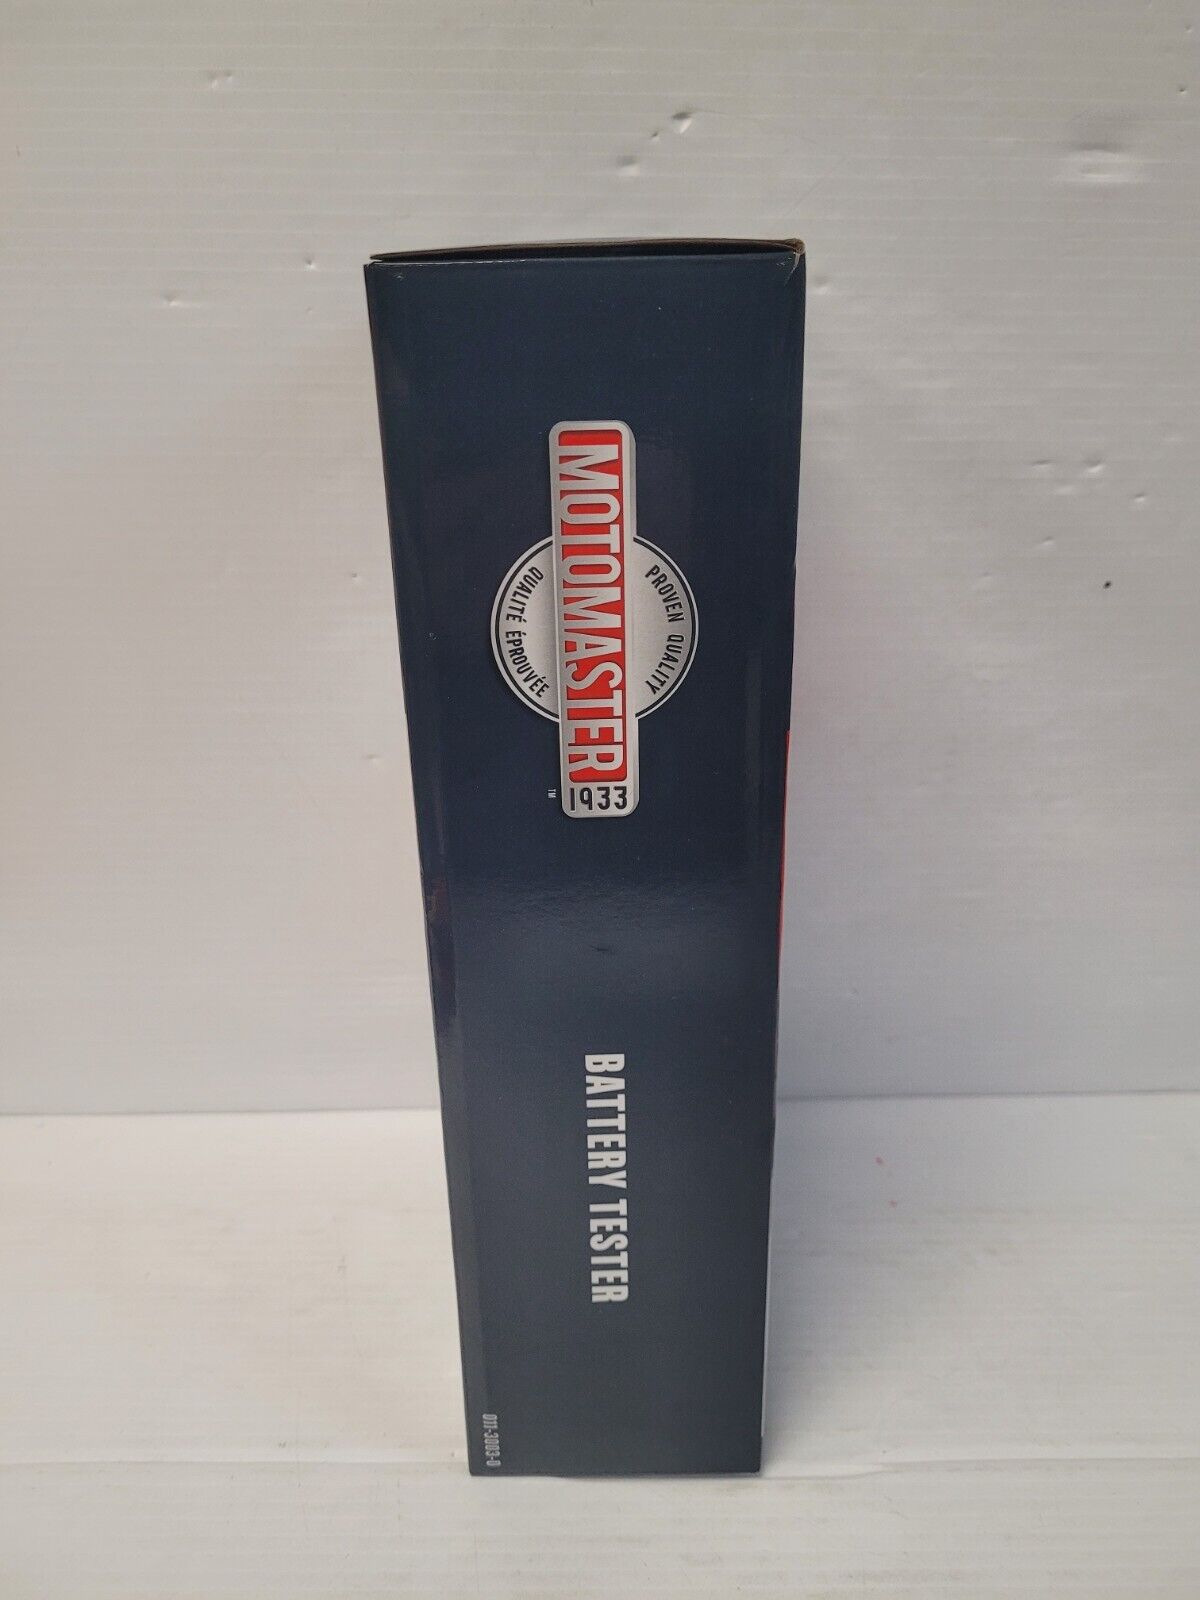 PROVEN QUALITY
MOTOMASTER
1933
TM
QUALITÉ ÉPROUVÉE
BATTERY TESTER
011-3003-0